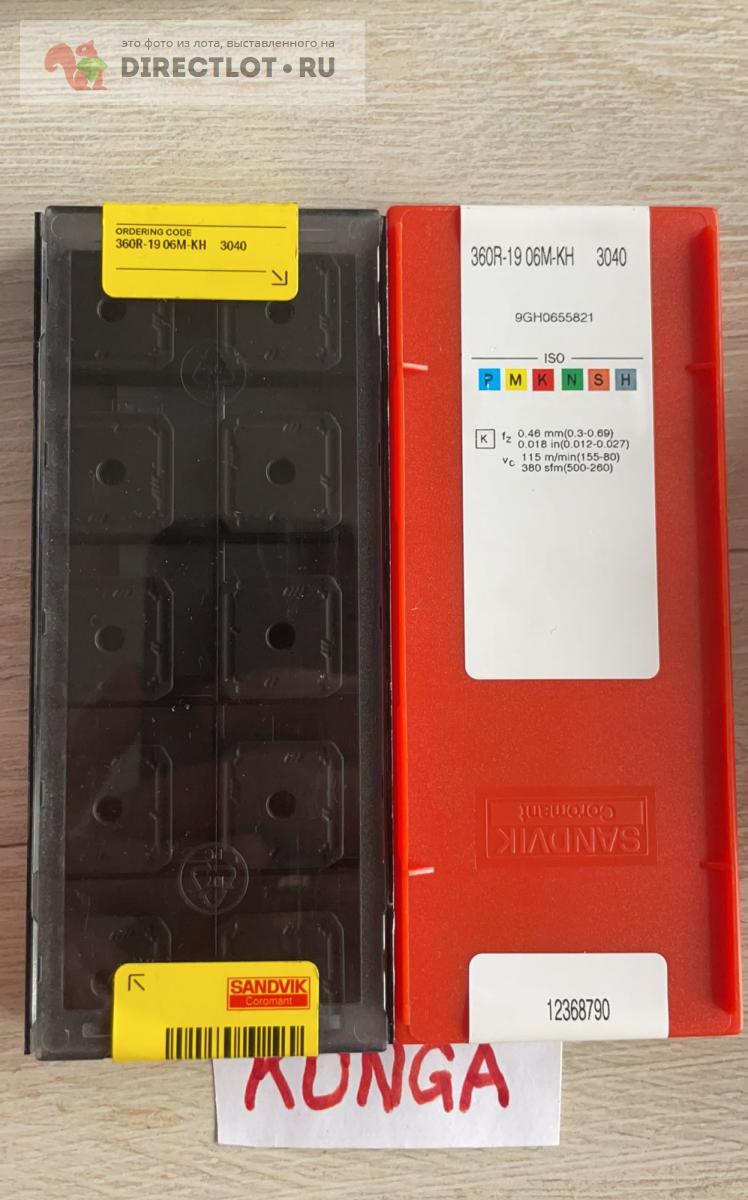 это фото из лота, выставленного на
DIRECTLOT•RU
ORDERING CODE
360R-19 06M-KH 3040
SANDVIK
Coromant
360R-19 06M-KH 3040
9GH0655821
ISO
P M K N S H
K fz 0.46 mm(0.3-0.69)
0.018 in(0.012-0.027)
vc 115 m/min(155-80)
380 sfm(500-260)
SANDVIK
Coromant
12368790
KUNGA